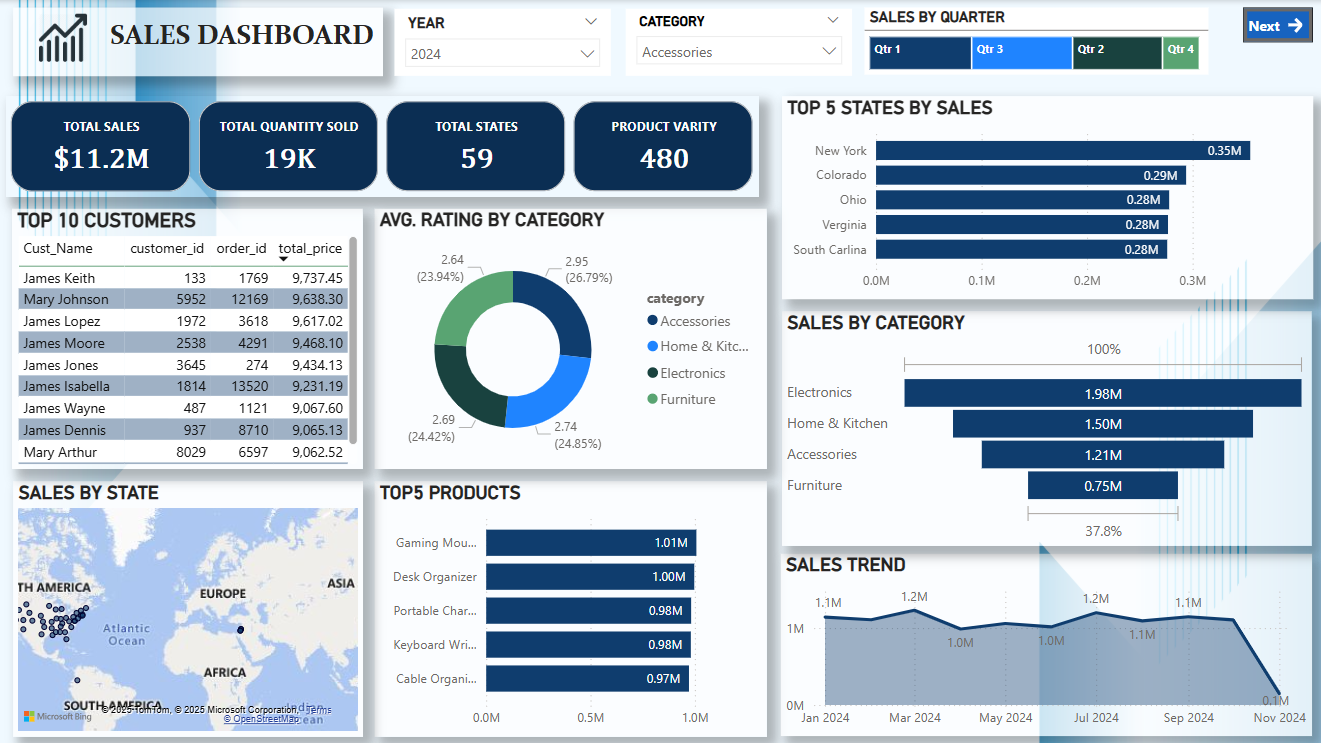 SALES DASHBOARD
YEAR
2024
CATEGORY
Accessories
SALES BY QUARTER
Qtr 1 Qtr 3 Qtr 2 Qtr 4
Next
TOTAL SALES
$11.2M
TOTAL QUANTITY SOLD
19K
TOTAL STATES
59
PRODUCT VARITY
480
TOP 5 STATES BY SALES
New York 0.35M
Colorado 0.29M
Ohio 0.28M
Verginia 0.28M
South Carlina 0.28M
0.0M 0.1M 0.2M 0.3M
TOP 10 CUSTOMERS
Cust_Name customer_id order_id total_price
James Keith 133 1769 9,737.45
Mary Johnson 5952 12169 9,638.30
James Lopez 1972 3618 9,617.02
James Moore 2538 4291 9,468.10
James Jones 3645 274 9,434.13
James Isabella 1814 13520 9,231.19
James Wayne 487 1121 9,067.60
James Dennis 937 8710 9,065.13
Mary Arthur 8029 6597 9,062.52
AVG. RATING BY CATEGORY
2.64
(23.94%)
2.95
(26.79%)
2.69
(24.42%)
2.74
(24.85%)
category
Accessories
Home & Kitc...
Electronics
Furniture
SALES BY CATEGORY
100%
Electronics 1.98M
Home & Kitchen 1.50M
Accessories 1.21M
Furniture 0.75M
37.8%
SALES BY STATE
TH AMERICA
EUROPE
ASIA
Atlantic
Ocean
AFRICA
SOUTH AMERICA
Indian
Ocean
Microsoft Bing
© 2025 TomTom, © 2025 Microsoft Corporation, Terms
© OpenStreetMap
TOP5 PRODUCTS
Gaming Mou... 1.01M
Desk Organizer 1.00M
Portable Char... 0.98M
Keyboard Wri... 0.98M
Cable Organi... 0.97M
0.0M 0.5M 1.0M
SALES TREND
1.1M 1.2M 1.0M 1.0M 1.2M 1.1M 1.1M 0.1M
1M
0M
Jan 2024 Mar 2024 May 2024 Jul 2024 Sep 2024 Nov 2024